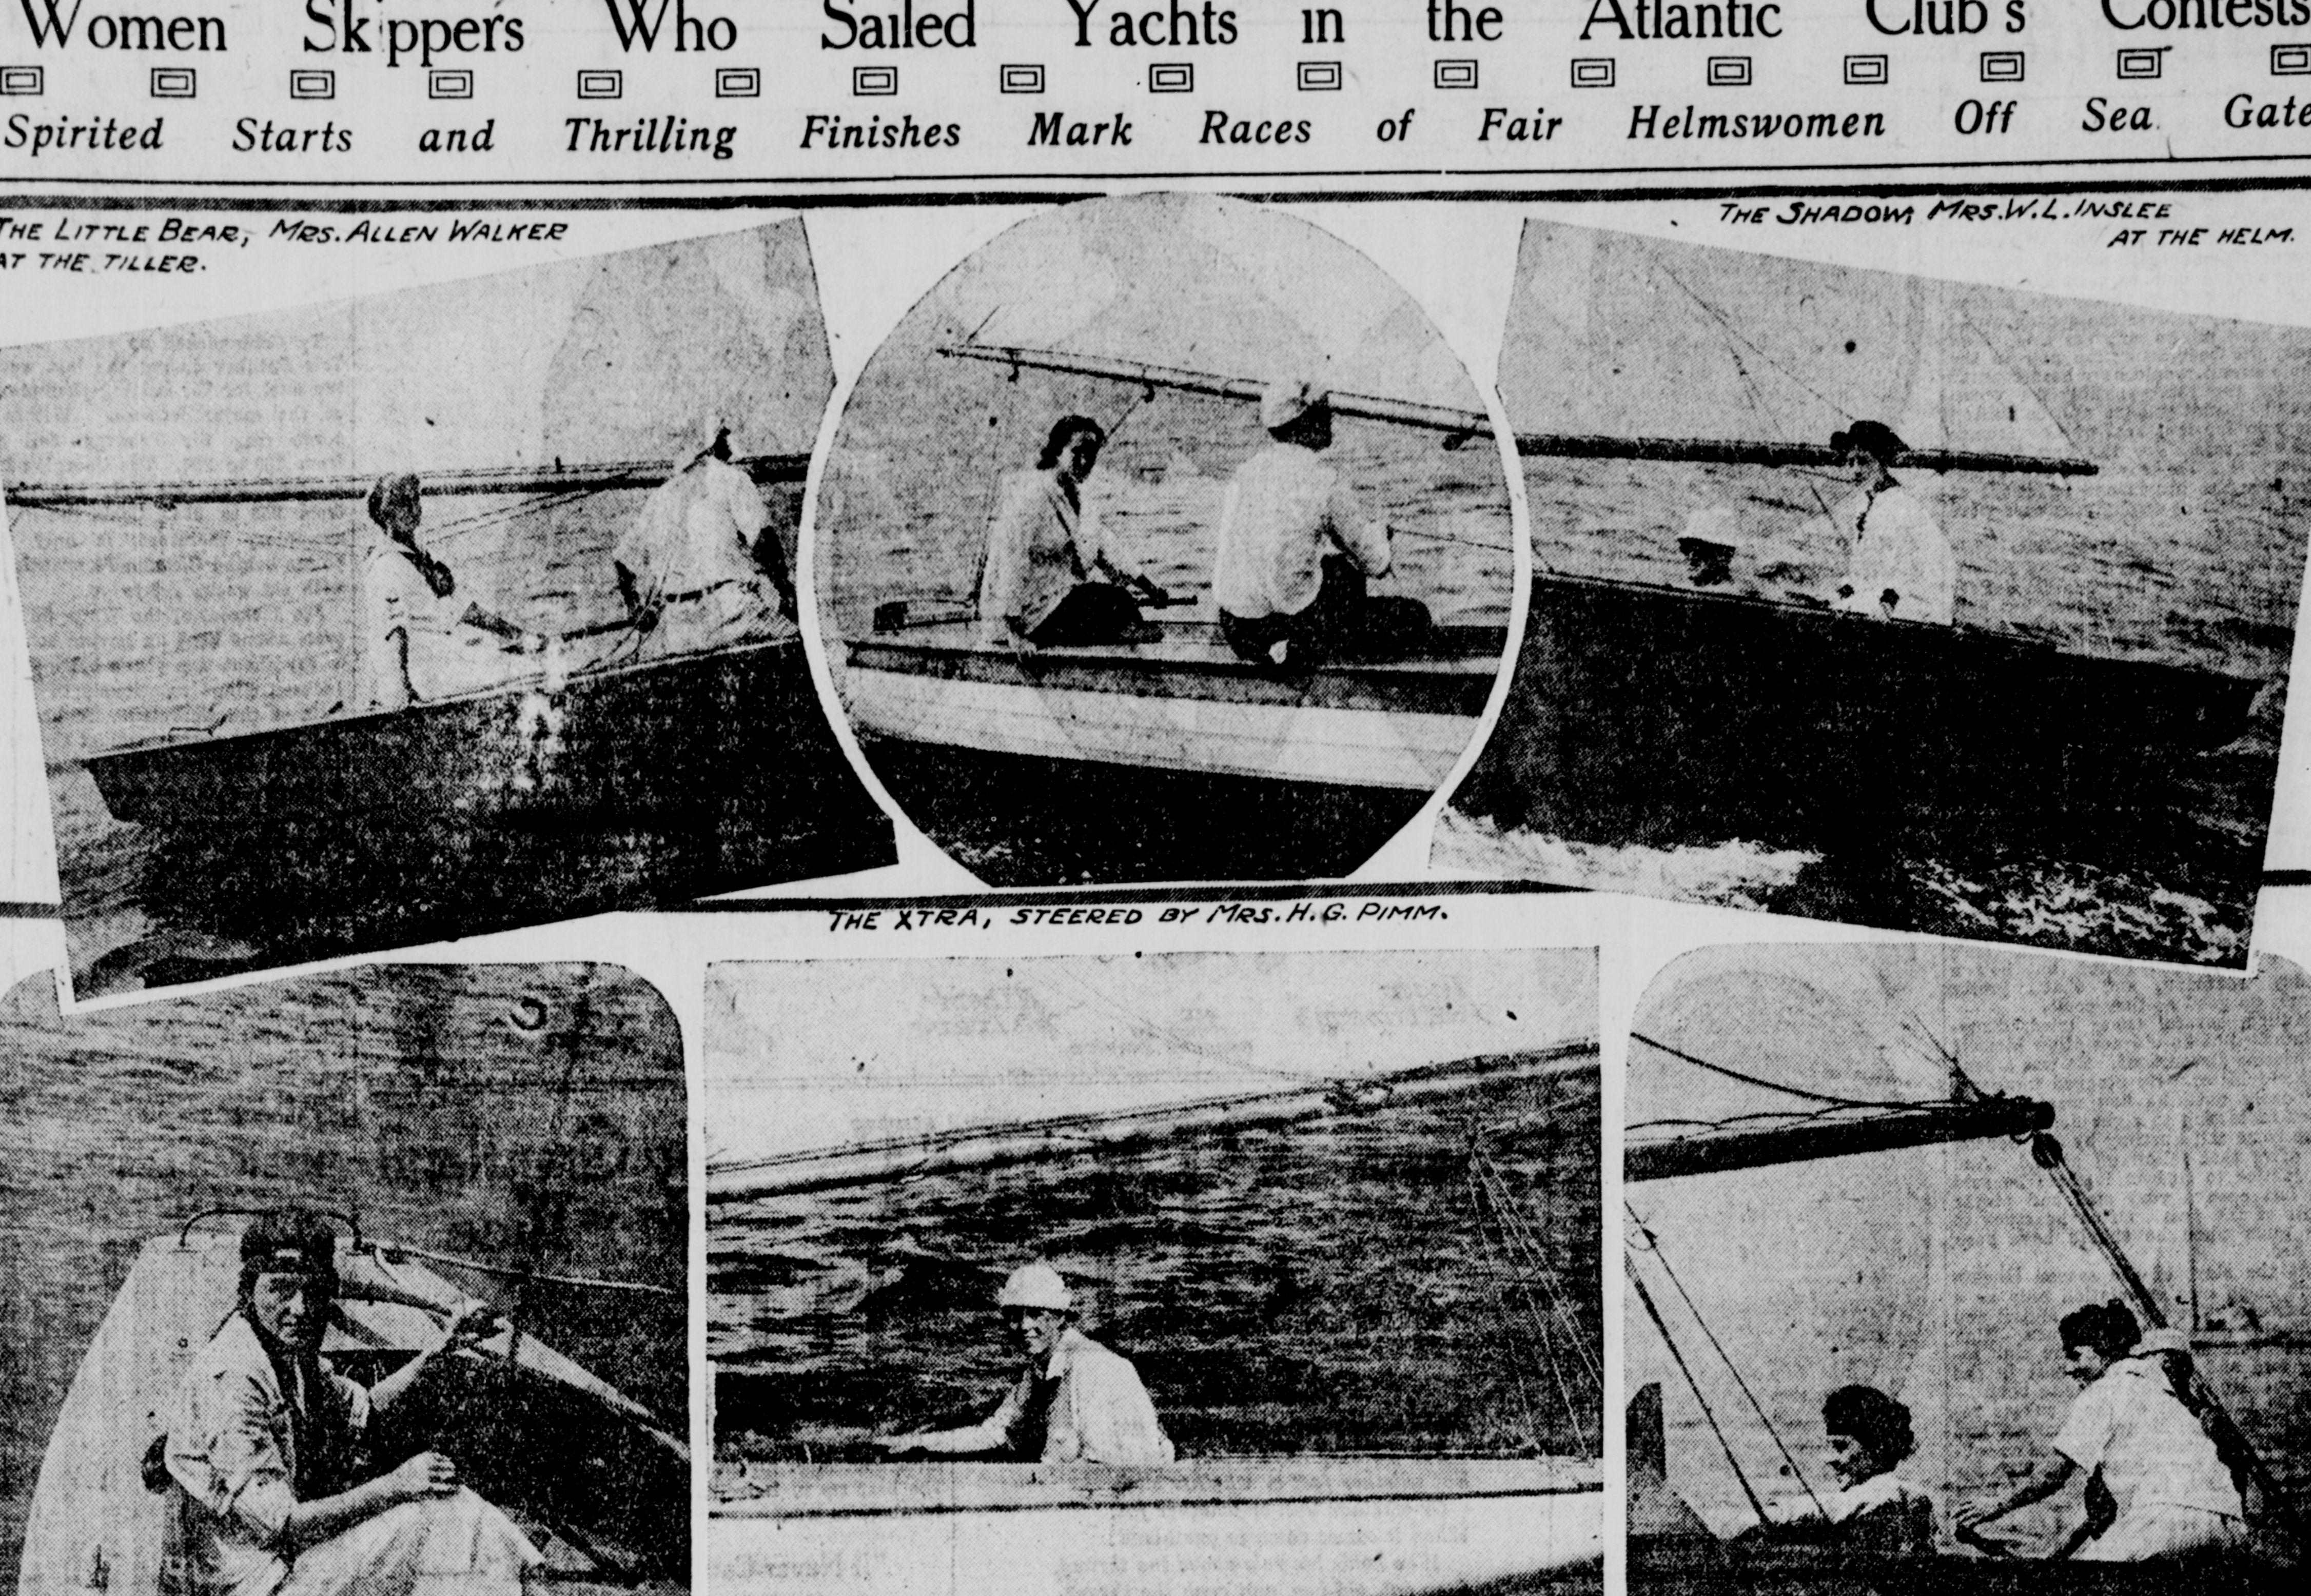 Women Skippers Who Sailed Yachts in the Atlantic Club's Contests
Spirited Starts and Thrilling Finishes Mark Races of Fair Helmswomen Off Sea Gate
THE LITTLE BEAR, MRS. ALLEN WALKER
AT THE TILLER.
THE SHADOW, MRS. W. L. INSLEE
AT THE HELM.
THE XTRA, STEERED BY MRS. H. G. PIMM.